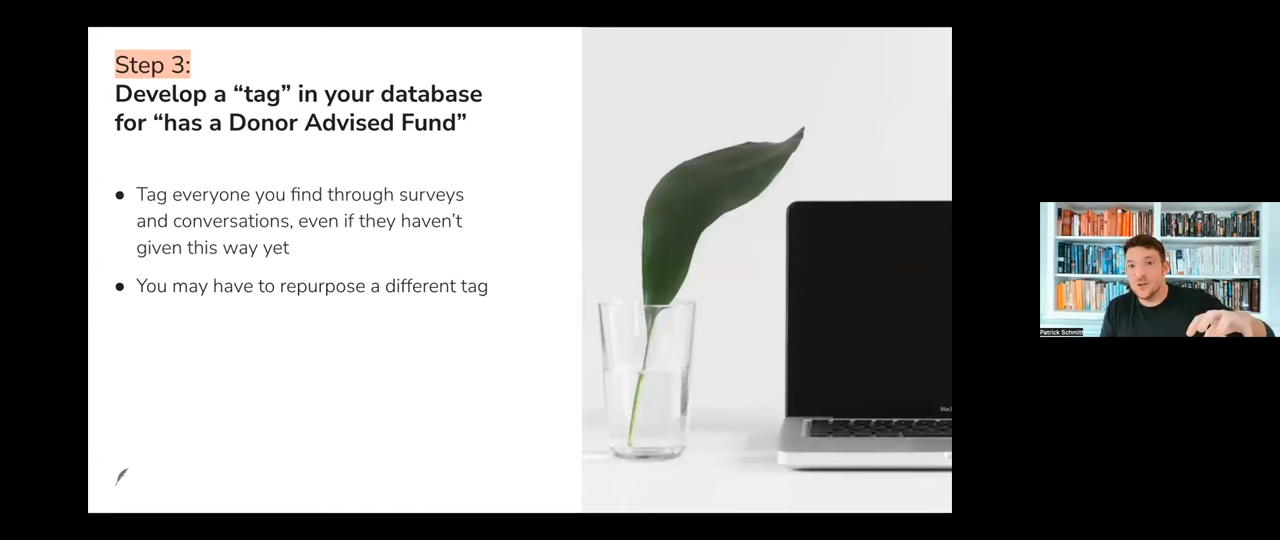 Step 3:
Develop a “tag” in your database
for “has a Donor Advised Fund”
● Tag everyone you find through surveys
and conversations, even if they haven’t
given this way yet
● You may have to repurpose a different tag
Patrick Schmitt